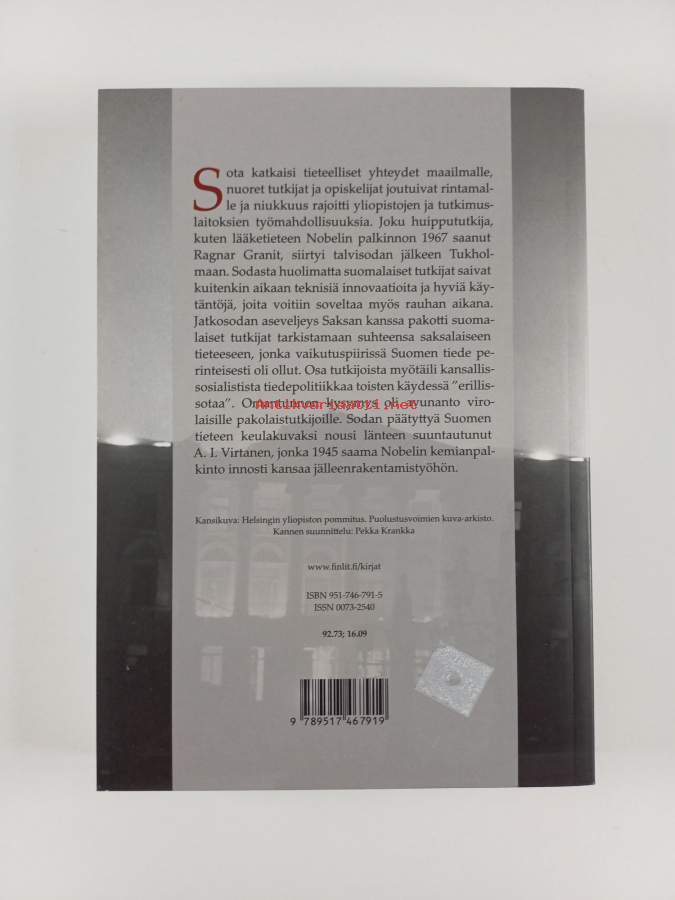 Sota katkaisi tieteelliset yhteydet maailmalle,
nuoret tutkijat ja opiskelijat joutuivat rintamal-
le ja niukkuus rajoitti yliopistojen ja tutkimus-
laitoksien työmahdollisuuksia. Joku huippututkija,
kuten lääketieteen Nobelin palkinnon 1967 saanut
Ragnar Granit, siirtyi talvisodan jälkeen Tukhol-
maan. Sodasta huolimatta suomalaiset tutkijat saivat
kuitenkin aikaan teknisiä innovaatioita ja hyviä käy-
täntöjä, joita voitiin soveltaa myös rauhan aikana.
Jatkosodan aseveljeys Saksan kanssa pakotti suoma-
laiset tutkijat tarkistamaan suhteensa saksalaiseen
tieteeseen, jonka vaikutuspiirissä Suomen tiede pe-
rinteisesti oli ollut. Osa tutkijoista myötäili kansallis-
sosialistista tiedepolitiikkaa toisten käydessä ”erillis-
sotaa”. Oma kysymys oli avunanto viro-
Antikvariaatti.net
laisille pakolaistutkijoille. Sodan päätyttyä Suomen
tieteen keulakuvaksi nousi länteen suuntautunut
A. I. Virtanen, jonka 1945 saama Nobelin kemianpal-
kinto innosti kansaa jälleenrakentamistyöhön.
Kansikuva: Helsingin yliopiston pommitus. Puolustusvoimien kuva-arkisto.
Kannen suunnittelu: Pekka Krankka
www.finlit.fi/kirjat
ISBN 951-746-791-5
ISSN 0073-2540
92.73; 16.09
9 789517 467919